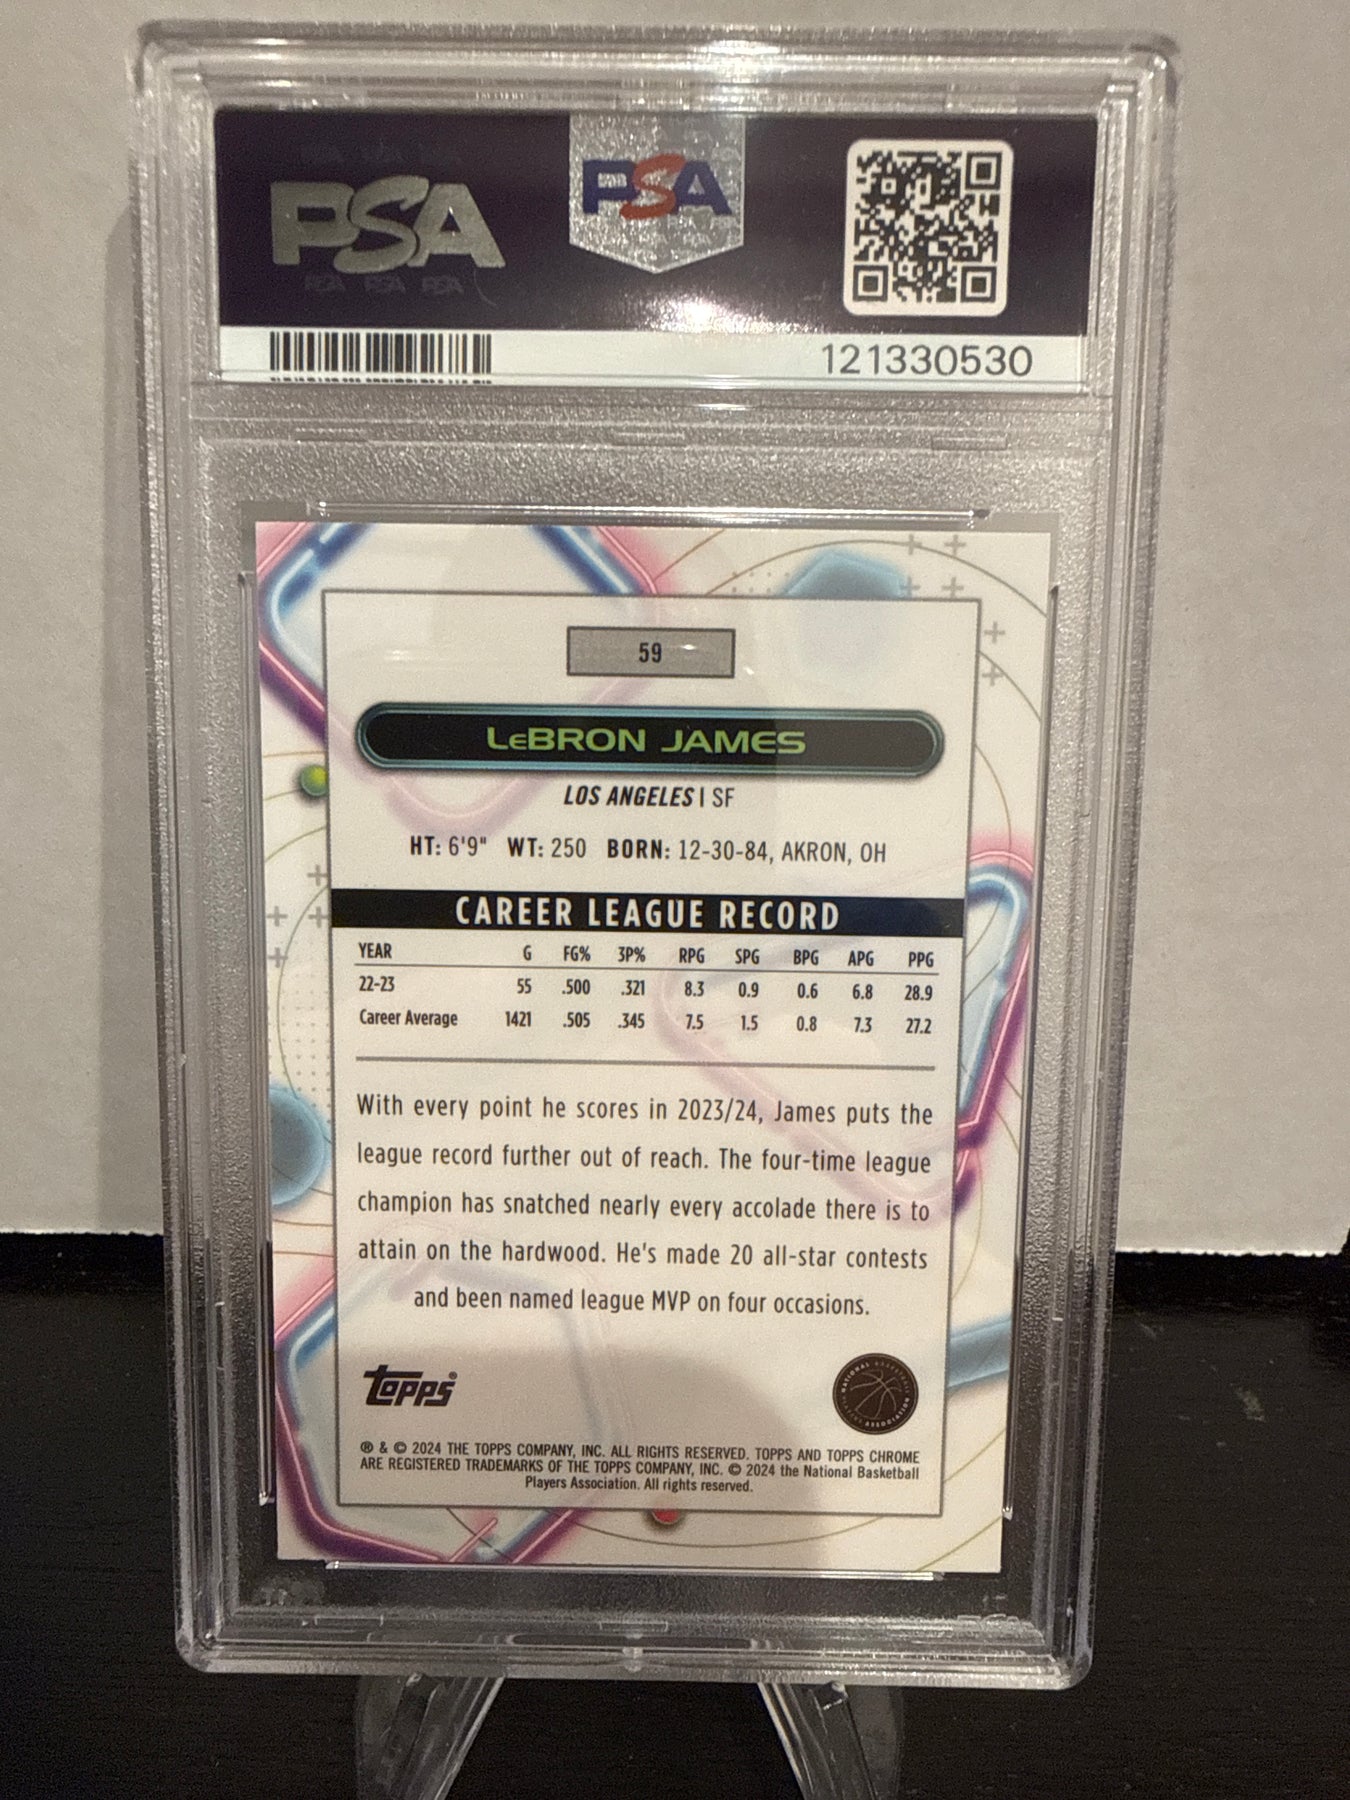 PSA
PSA
PSA PSA PSA
121330530
59
LeBRON JAMES
LOS ANGELES | SF
HT: 6'9" WT: 250 BORN: 12-30-84, AKRON, OH
CAREER LEAGUE RECORD
YEAR G FG% 3P% RPG SPG BPG APG PPG
22-23 55 .500 .321 8.3 0.9 0.6 6.8 28.9
Career Average 1421 .505 .345 7.5 1.5 0.8 7.3 27.2
With every point he scores in 2023/24, James puts the
league record further out of reach. The four-time league
champion has snatched nearly every accolade there is to
attain on the hardwood. He's made 20 all-star contests
and been named league MVP on four occasions.
topps®
NATIONAL BASKETBALL PLAYERS ASSOCIATION
® & © 2024 THE TOPPS COMPANY, INC. ALL RIGHTS RESERVED. TOPPS AND TOPPS CHROME
ARE REGISTERED TRADEMARKS OF THE TOPPS COMPANY, INC. © 2024 the National Basketball
Players Association. All rights reserved.